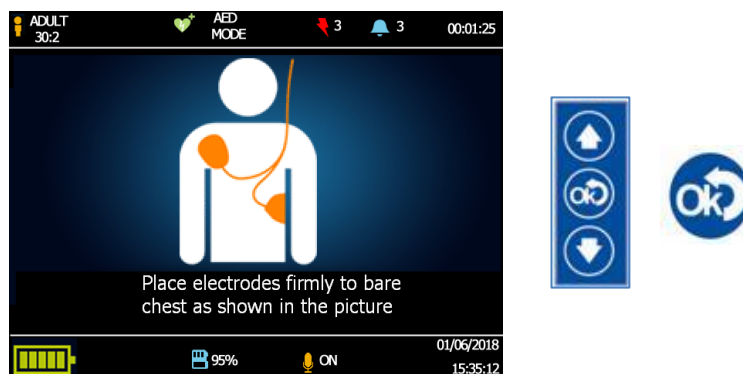 ADULT
30:2
AED
MODE
3
3
00:01:25
Place electrodes firmly to bare
chest as shown in the picture
95%
ON
01/06/2018
15:35:12
Ok
Ok